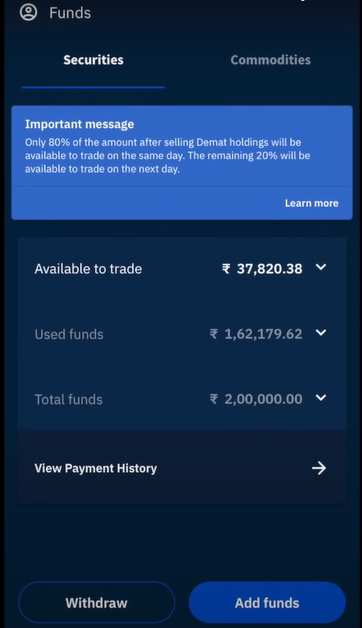 Funds
Securities
Commodities
Important message
Only 80% of the amount after selling Demat holdings will be
available to trade on the same day. The remaining 20% will be
available to trade on the next day.
Learn more
Available to trade ₹ 37,820.38
Used funds ₹ 1,62,179.62
Total funds ₹ 2,00,000.00
View Payment History
Withdraw
Add funds